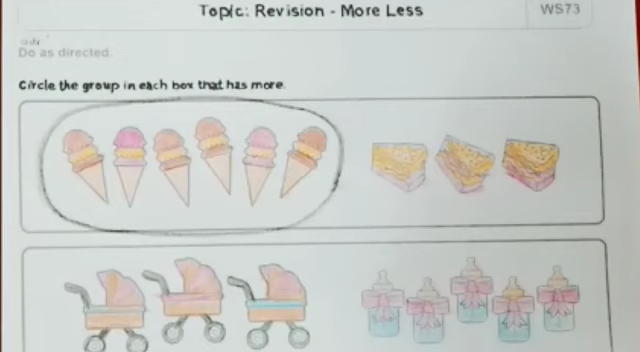 Topic: Revision - More Less
WS73
Do as directed.
Circle the group in each box that has more.